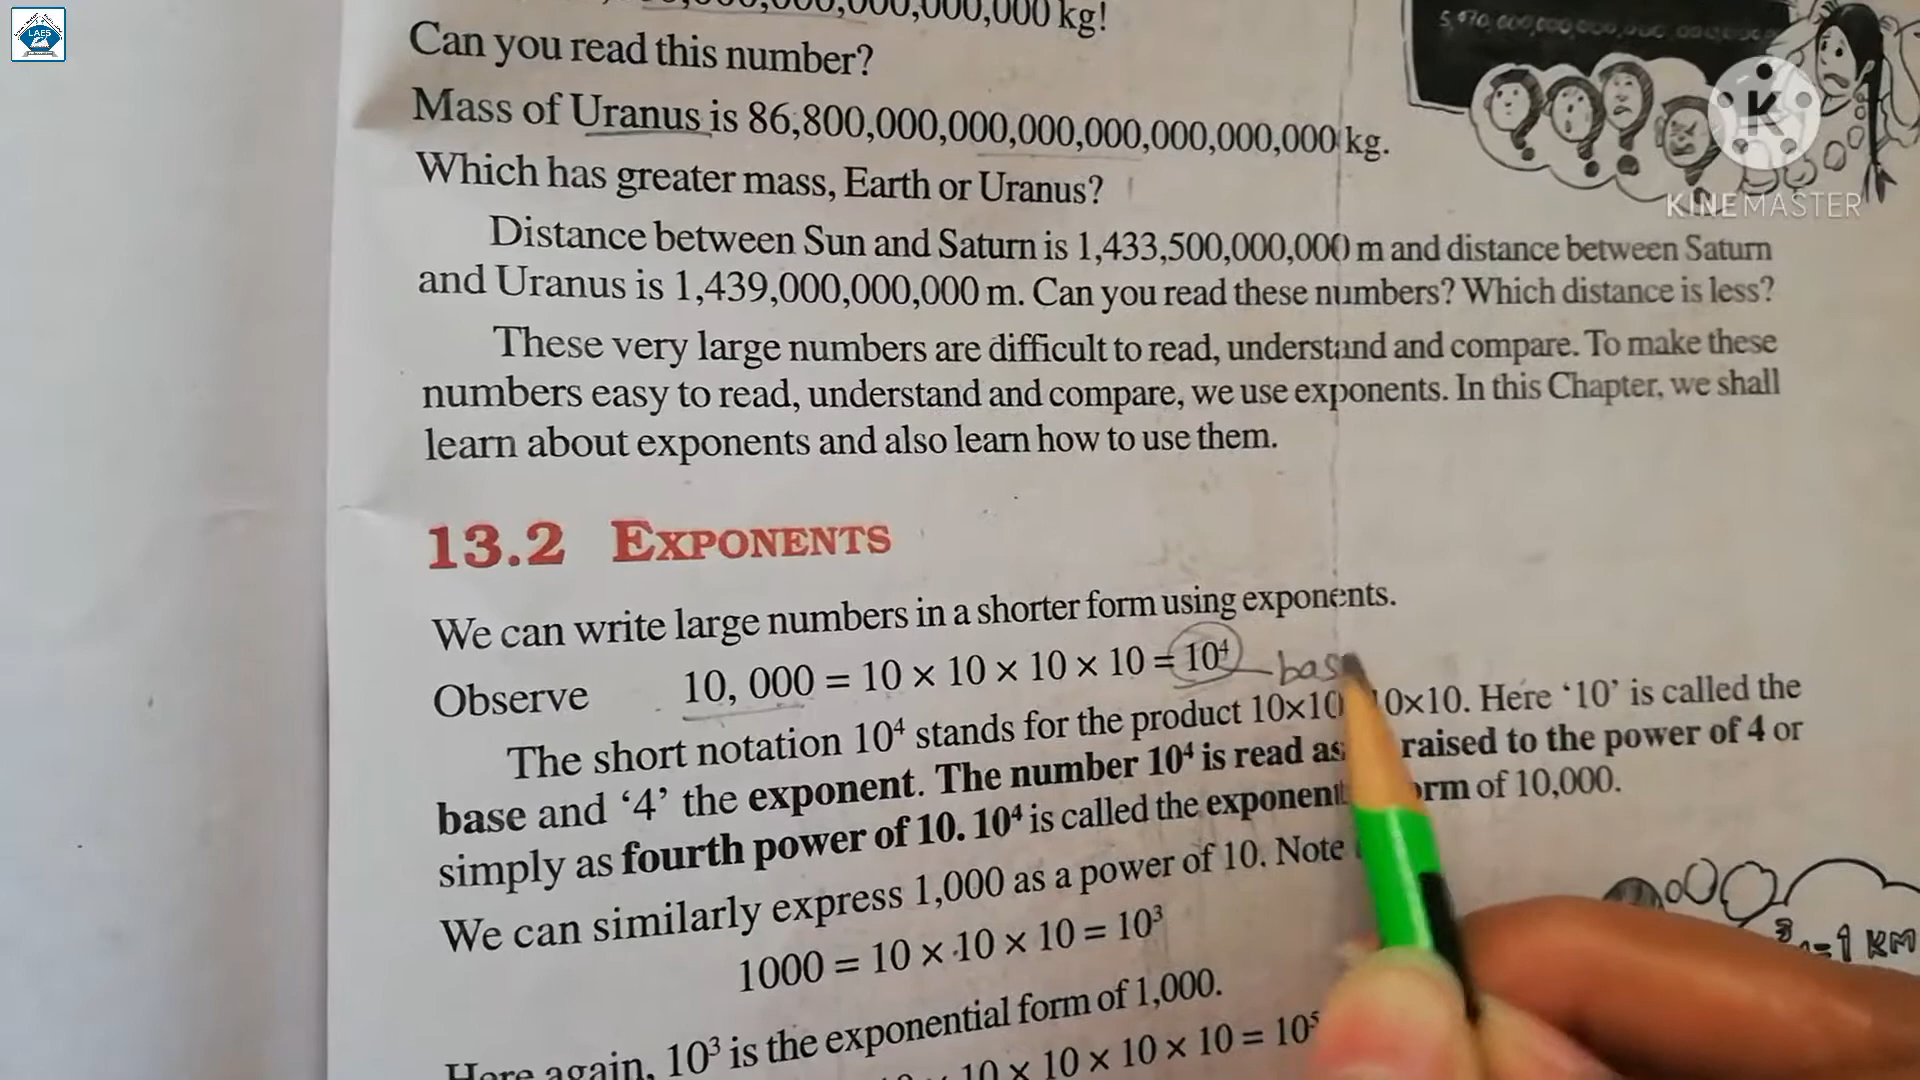 LAES
000,000,000,000 kg!
Can you read this number?
Mass of Uranus is 86,800,000,000,000,000,000,000,000 kg.
Which has greater mass, Earth or Uranus?
KINEMASTER
Distance between Sun and Saturn is 1,433,500,000,000 m and distance between Saturn
and Uranus is 1,439,000,000,000 m. Can you read these numbers? Which distance is less?
These very large numbers are difficult to read, understand and compare. To make these
numbers easy to read, understand and compare, we use exponents. In this Chapter, we shall
learn about exponents and also learn how to use them.
13.2 EXPONENTS
We can write large numbers in a shorter form using exponents.
Observe 10, 000 = 10 × 10 × 10 × 10 = 10⁴ bas
The short notation 10⁴ stands for the product 10×10 0×10. Here ‘10’ is called the
base and ‘4’ the exponent. The number 10⁴ is read as raised to the power of 4 or
simply as fourth power of 10. 10⁴ is called the exponent orm of 10,000.
We can similarly express 1,000 as a power of 10. Note
1000 = 10 × 10 × 10 = 10³
=1 KM
Here again, 10³ is the exponential form of 1,000.
10 × 10 × 10 × 10 = 10⁵